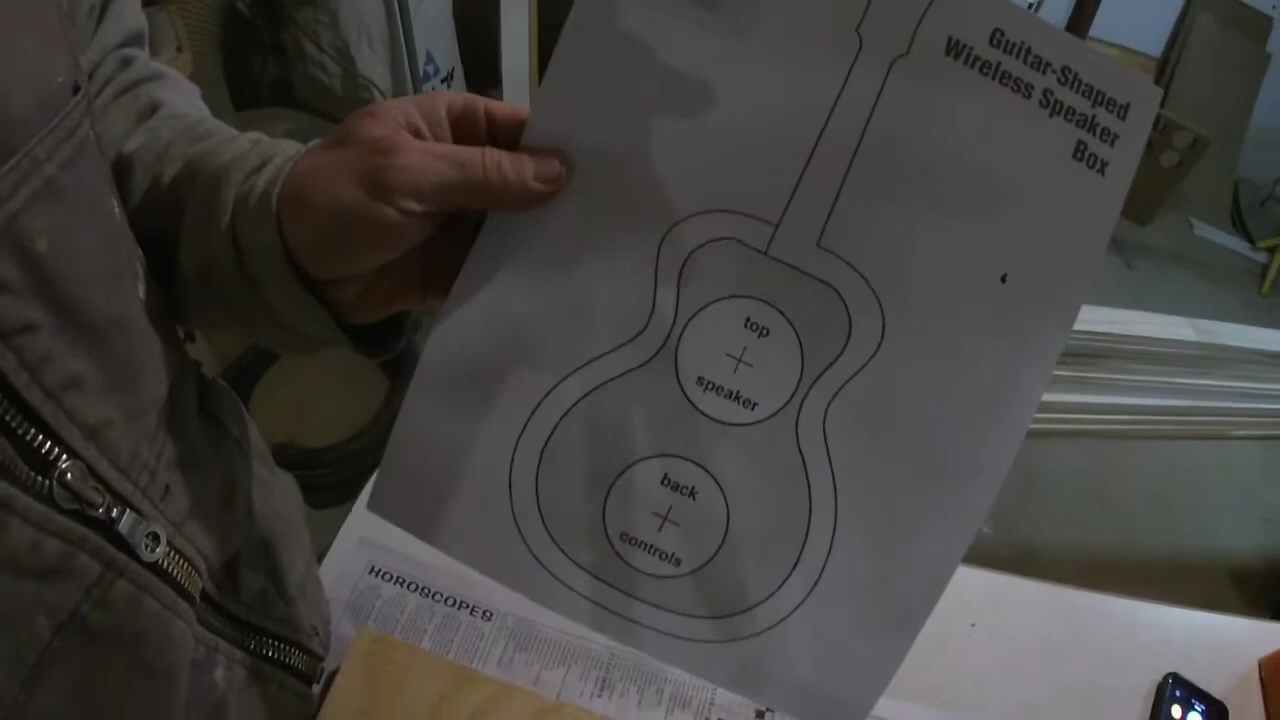 Guitar-Shaped
Wireless Speaker
Box
top
speaker
back
controls
HOROSCOPES